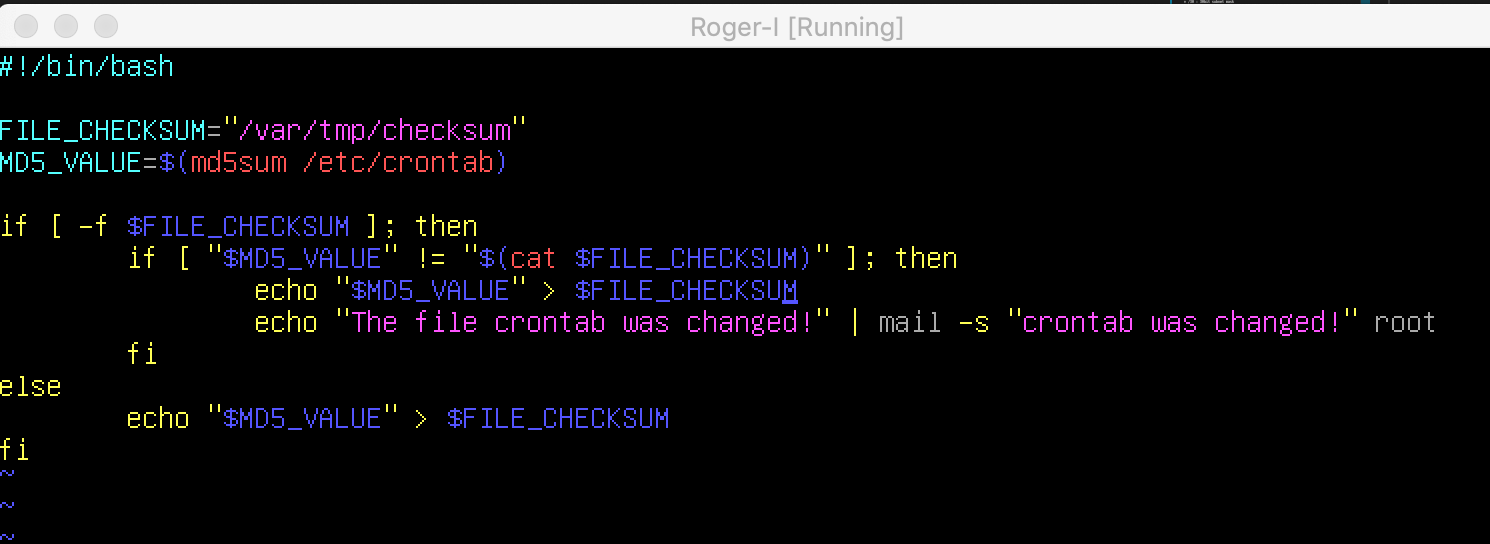 Roger-I [Running]
#!/bin/bash
FILE_CHECKSUM="/var/tmp/checksum"
MD5_VALUE=$(md5sum /etc/crontab)
if [ -f $FILE_CHECKSUM ]; then
        if [ "$MD5_VALUE" != "$(cat $FILE_CHECKSUM)" ]; then
                echo "$MD5_VALUE" > $FILE_CHECKSUM
                echo "The file crontab was changed!" | mail -s "crontab was changed!" root
        fi
else
        echo "$MD5_VALUE" > $FILE_CHECKSUM
fi
~
~
~